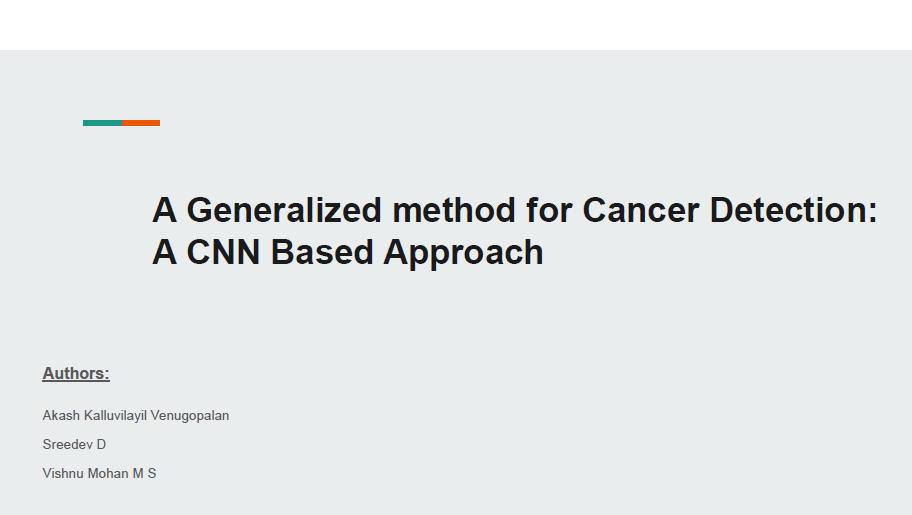 A Generalized method for Cancer Detection:
A CNN Based Approach
Authors:
Akash Kalluvilayil Venugopalan
Sreedev D
Vishnu Mohan M S